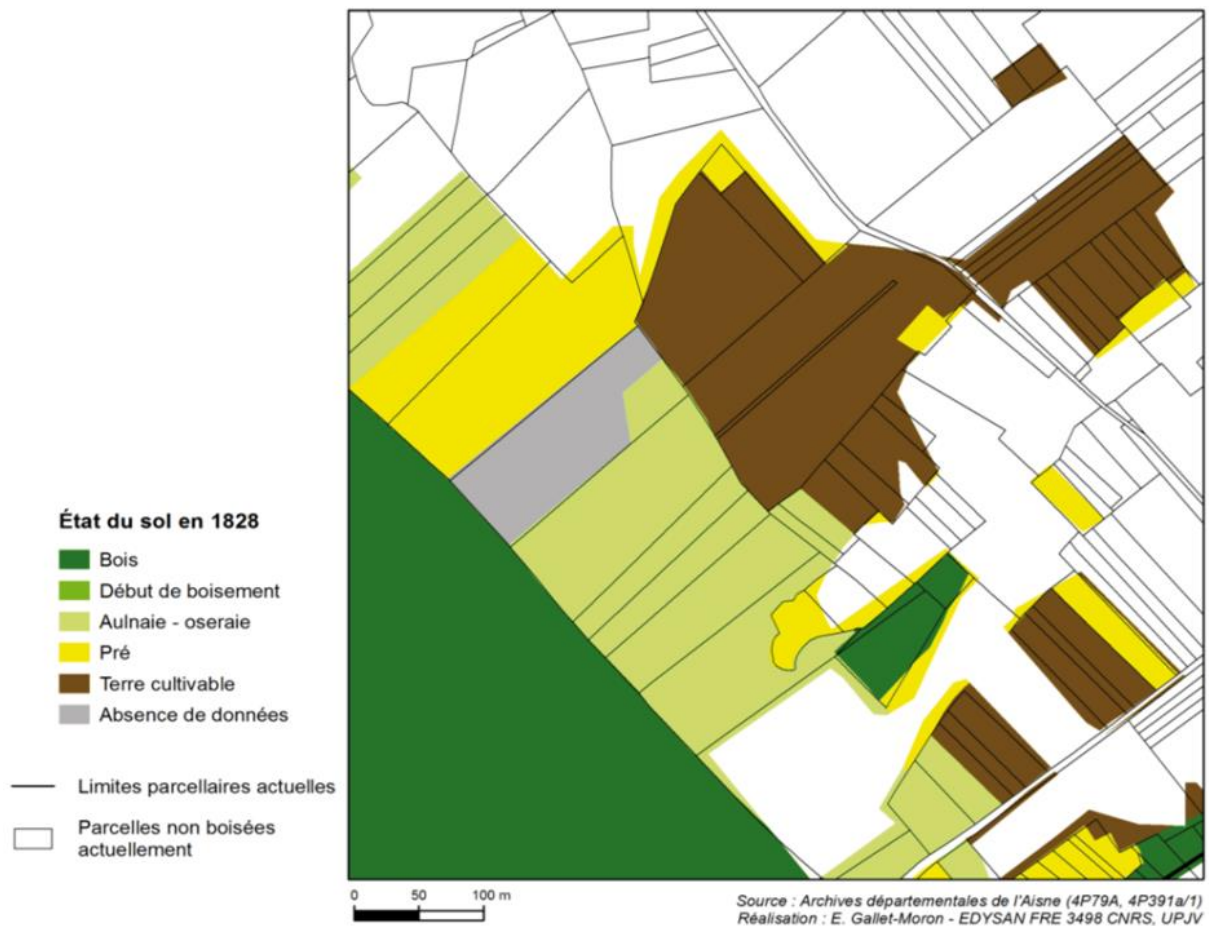 État du sol en 1828
Bois
Début de boisement
Aulnaie - oseraie
Pré
Terre cultivable
Absence de données
Limites parcellaires actuelles
Parcelles non boisées
actuellement
0 50 100 m
Source : Archives départementales de l'Aisne (4P79A, 4P391a/1)
Réalisation : E. Gallet-Moron - EDYSAN FRE 3498 CNRS, UPJV